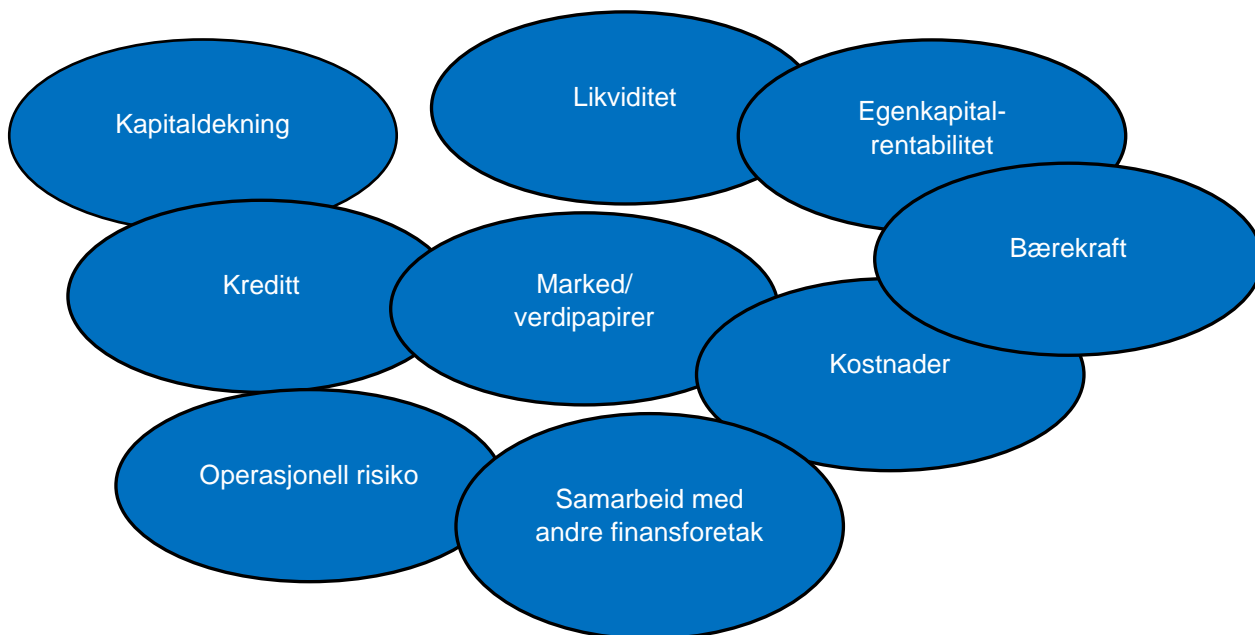 Kapitaldekning
Likviditet
Egenkapital-
rentabilitet
Bærekraft
Kreditt
Marked/
verdipapirer
Kostnader
Operasjonell risiko
Samarbeid med
andre finansforetak